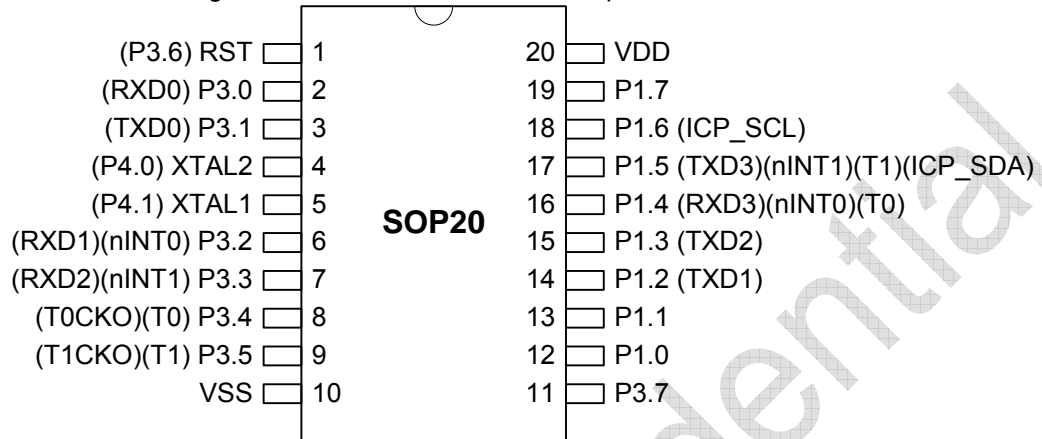 (P3.6) RST 1
(RXD0) P3.0 2
(TXD0) P3.1 3
(P4.0) XTAL2 4
(P4.1) XTAL1 5
(RXD1)(nINT0) P3.2 6
(RXD2)(nINT1) P3.3 7
(T0CKO)(T0) P3.4 8
(T1CKO)(T1) P3.5 9
VSS 10
SOP20
20 VDD
19 P1.7
18 P1.6 (ICP_SCL)
17 P1.5 (TXD3)(nINT1)(T1)(ICP_SDA)
16 P1.4 (RXD3)(nINT0)(T0)
15 P1.3 (TXD2)
14 P1.2 (TXD1)
13 P1.1
12 P1.0
11 P3.7
dential